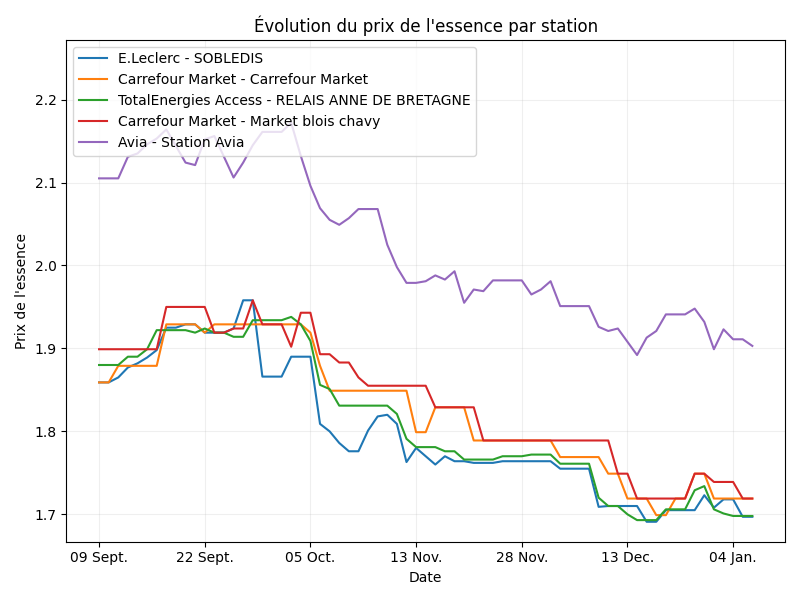 Évolution du prix de l'essence par station
E.Leclerc - SOBLEDIS
Carrefour Market - Carrefour Market
TotalEnergies Access - RELAIS ANNE DE BRETAGNE
Carrefour Market - Market blois chavy
Avia - Station Avia
Prix de l'essence
2.2
2.1
2.0
1.9
1.8
1.7
09 Sept.
22 Sept.
05 Oct.
13 Nov.
28 Nov.
13 Dec.
04 Jan.
Date